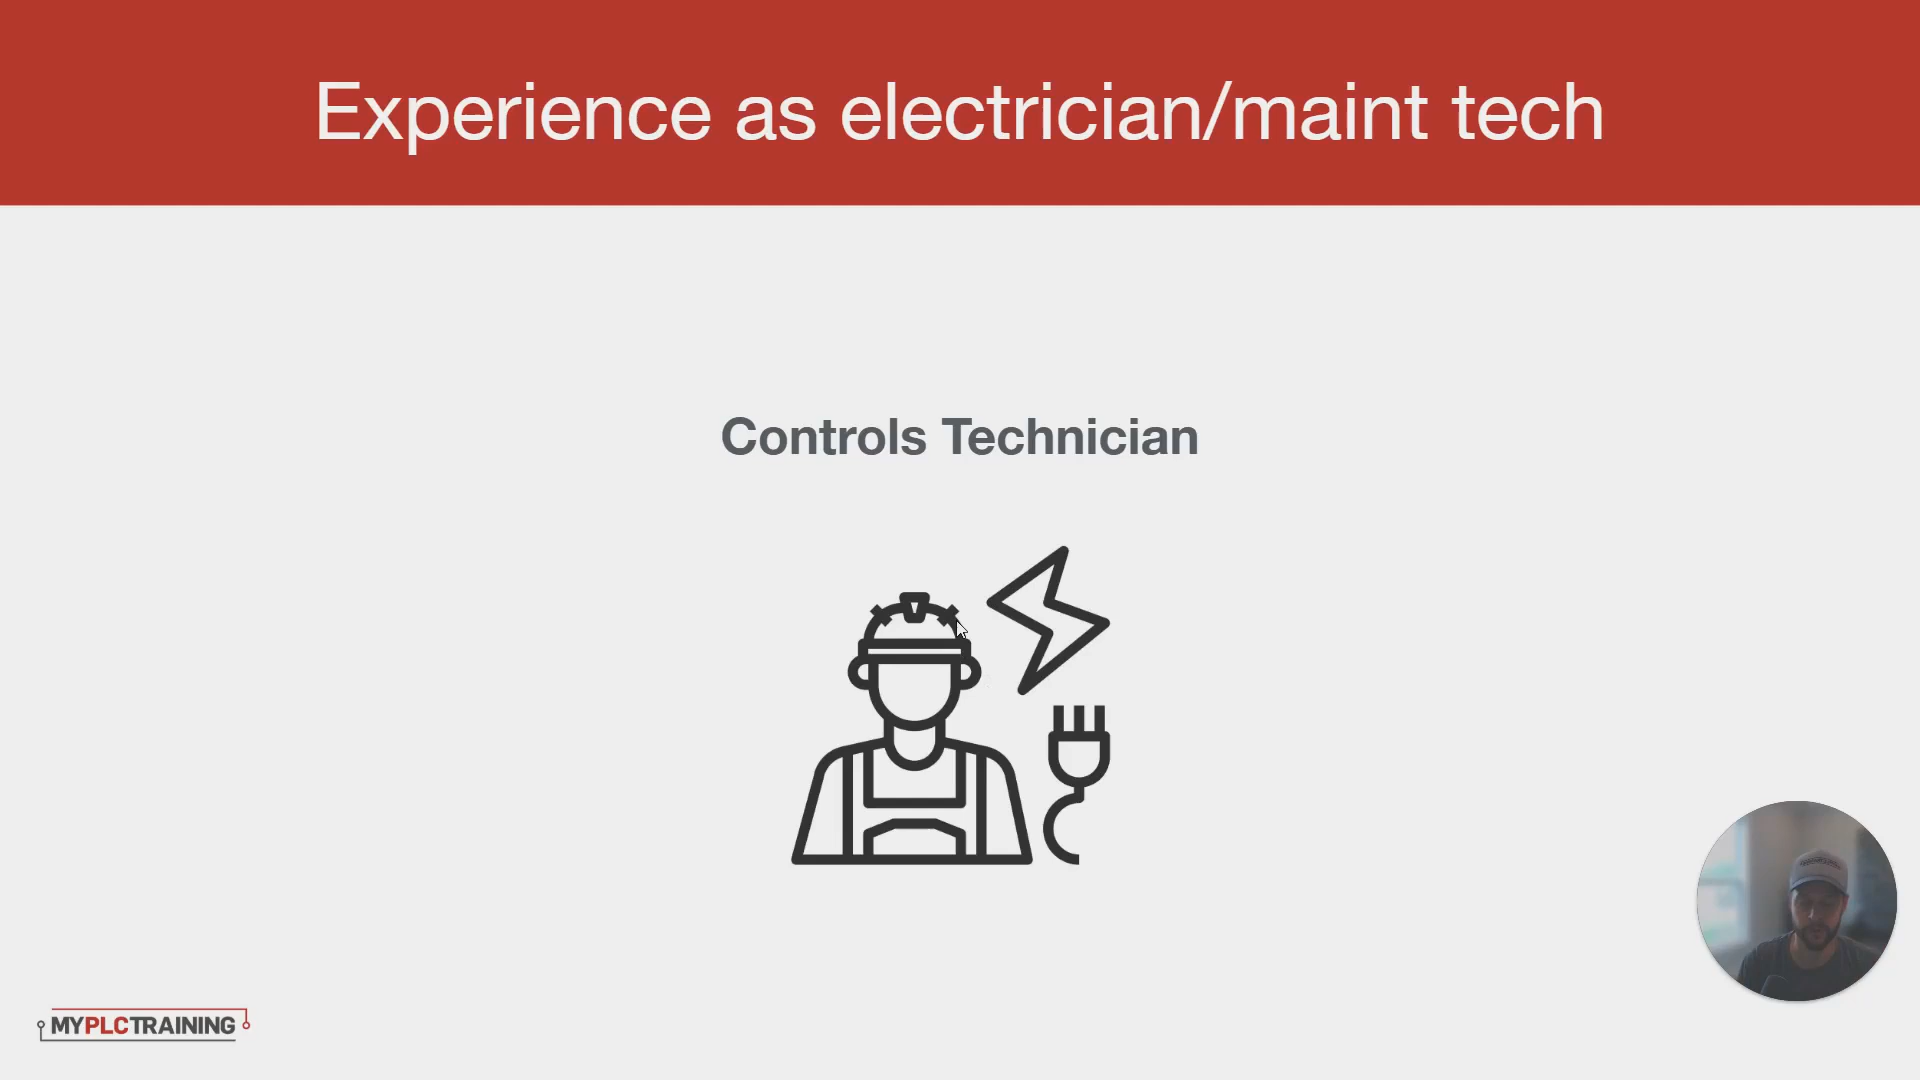 Experience as electrician/maint tech
Controls Technician
MYPLCTRAINING